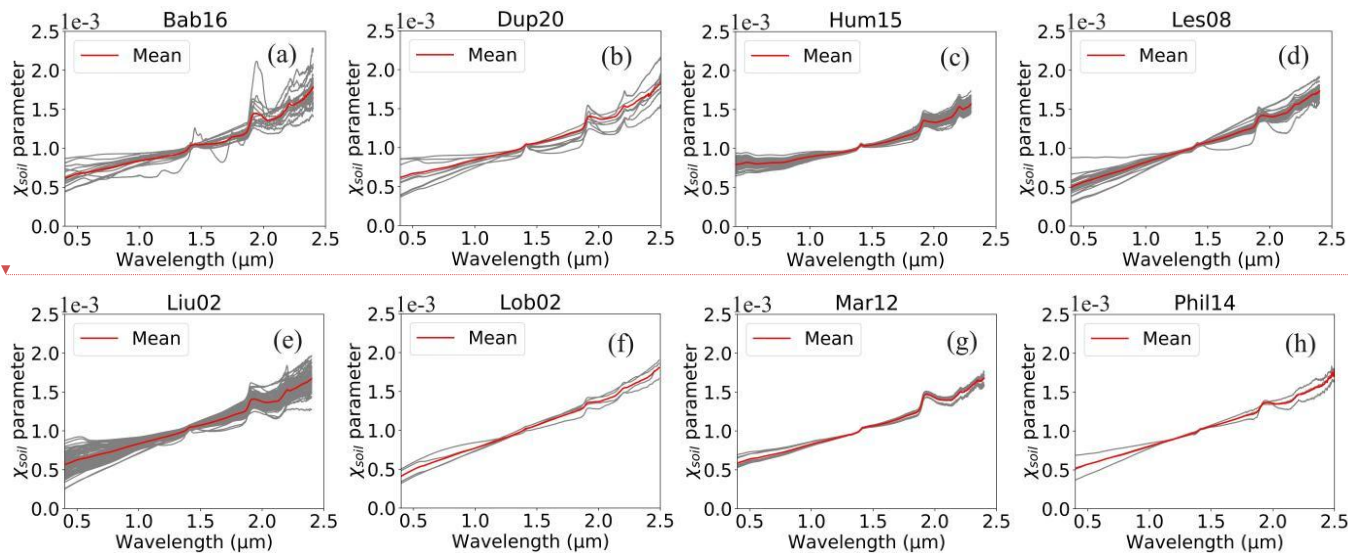 Bab16 Dup20 Hum15 Les08
1e-3 1e-3 1e-3 1e-3
Mean (a) Mean (b) Mean (c) Mean (d)
2.5 2.5 2.5 2.5
2.0 2.0 2.0 2.0
1.5 1.5 1.5 1.5
1.0 1.0 1.0 1.0
0.5 0.5 0.5 0.5
0.0 0.0 0.0 0.0
χsoil parameter χsoil parameter χsoil parameter χsoil parameter
0.5 1.0 1.5 2.0 2.5 0.5 1.0 1.5 2.0 2.5 0.5 1.0 1.5 2.0 2.5 0.5 1.0 1.5 2.0 2.5
Wavelength (μm) Wavelength (μm) Wavelength (μm) Wavelength (μm)
Liu02 Lob02 Mar12 Phil14
1e-3 1e-3 1e-3 1e-3
Mean (e) Mean (f) Mean (g) Mean (h)
2.5 2.5 2.5 2.5
2.0 2.0 2.0 2.0
1.5 1.5 1.5 1.5
1.0 1.0 1.0 1.0
0.5 0.5 0.5 0.5
0.0 0.0 0.0 0.0
χsoil parameter χsoil parameter χsoil parameter χsoil parameter
0.5 1.0 1.5 2.0 2.5 0.5 1.0 1.5 2.0 2.5 0.5 1.0 1.5 2.0 2.5 0.5 1.0 1.5 2.0 2.5
Wavelength (μm) Wavelength (μm) Wavelength (μm) Wavelength (μm)